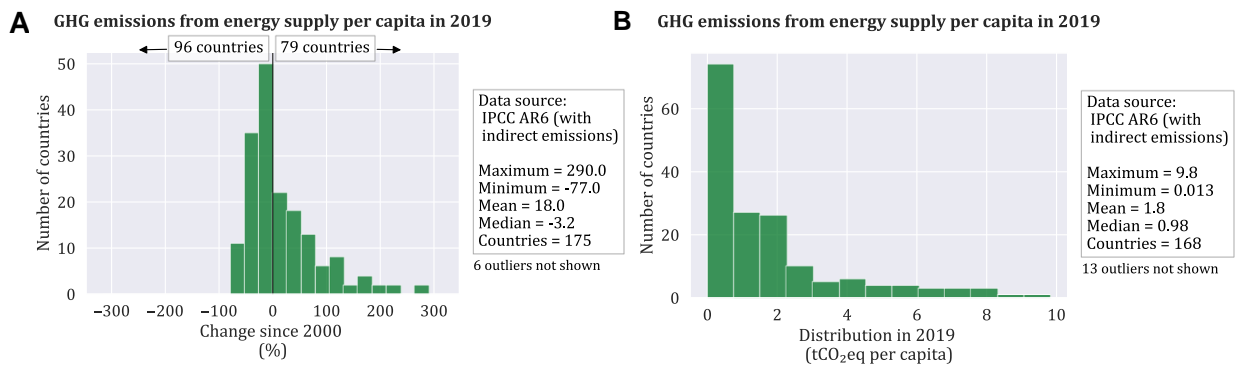 A
GHG emissions from energy supply per capita in 2019
96 countries
79 countries
Number of countries
50
40
30
20
10
0
−300
−200
−100
0
100
200
300
Change since 2000
(%)
Data source:
IPCC AR6 (with
indirect emissions)
Maximum = 290.0
Minimum = -77.0
Mean = 18.0
Median = -3.2
Countries = 175
6 outliers not shown
B
GHG emissions from energy supply per capita in 2019
Number of countries
60
40
20
0
0
2
4
6
8
10
Distribution in 2019
(tCO₂eq per capita)
Data source:
IPCC AR6 (with
indirect emissions)
Maximum = 9.8
Minimum = 0.013
Mean = 1.8
Median = 0.98
Countries = 168
13 outliers not shown